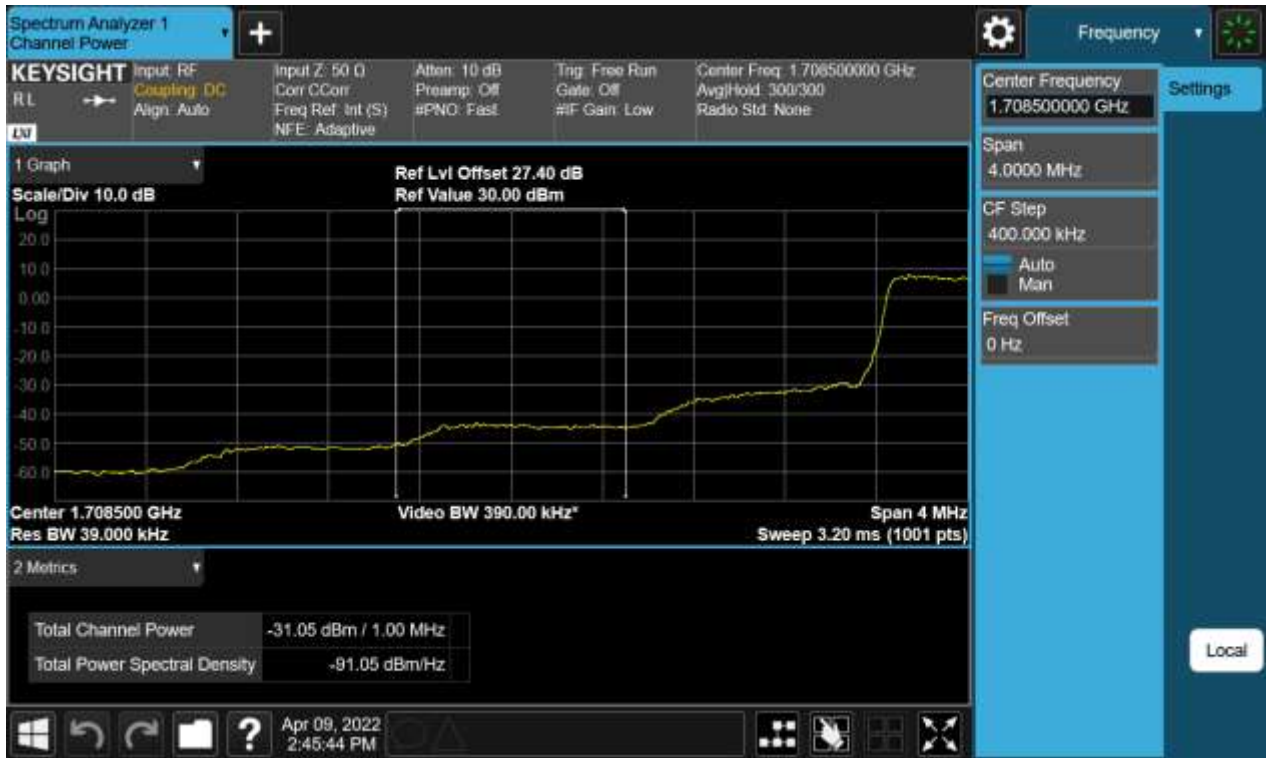 Spectrum Analyzer 1
Channel Power
+
Frequency
KEYSIGHT
RL
LXI
Input: RF
Coupling: DC
Align: Auto
Input Z: 50 Ω
Corr CCorr
Freq Ref: Int (S)
NFE: Adaptive
Atten: 10 dB
Preamp: Off
#PNO: Fast
Trig: Free Run
Gate: Off
#IF Gain: Low
Center Freq: 1.708500000 GHz
Avg|Hold: 300/300
Radio Std: None
Center Frequency
1.708500000 GHz
Settings
Span
4.0000 MHz
CF Step
400.000 kHz
Auto
Man
Freq Offset
0 Hz
Local
1 Graph
Scale/Div 10.0 dB
Ref Lvl Offset 27.40 dB
Ref Value 30.00 dBm
Log
20.0
10.0
0.00
-10.0
-20.0
-30.0
-40.0
-50.0
-60.0
Center 1.708500 GHz
Video BW 390.00 kHz*
Span 4 MHz
Res BW 39.000 kHz
Sweep 3.20 ms (1001 pts)
2 Metrics
Total Channel Power -31.05 dBm / 1.00 MHz
Total Power Spectral Density -91.05 dBm/Hz
?
Apr 09, 2022
2:45:44 PM